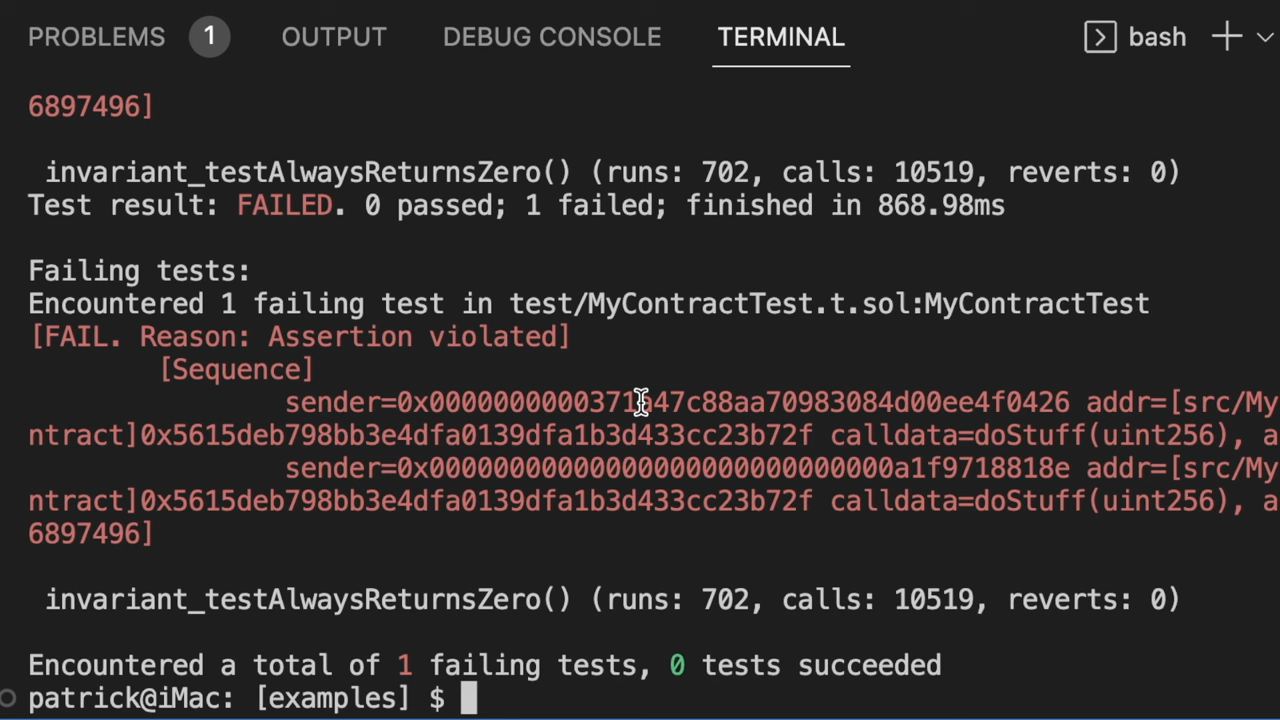 PROBLEMS 1 OUTPUT DEBUG CONSOLE TERMINAL bash
6897496]
invariant_testAlwaysReturnsZero() (runs: 702, calls: 10519, reverts: 0)
Test result: FAILED. 0 passed; 1 failed; finished in 868.98ms
Failing tests:
Encountered 1 failing test in test/MyContractTest.t.sol:MyContractTest
[FAIL. Reason: Assertion violated]
[Sequence]
addr=[src/My
ntract]0x5615deb798bb3e4dfa0139dfa1b3d433cc23b72f calldata=doStuff(uint256), a
sender=0x00000000000000000000000000000a1f9718818e addr=[src/My
ntract]0x5615deb798bb3e4dfa0139dfa1b3d433cc23b72f calldata=doStuff(uint256), a
6897496]
invariant_testAlwaysReturnsZero() (runs: 702, calls: 10519, reverts: 0)
Encountered a total of 1 failing tests, 0 tests succeeded
patrick@iMac: [examples] $